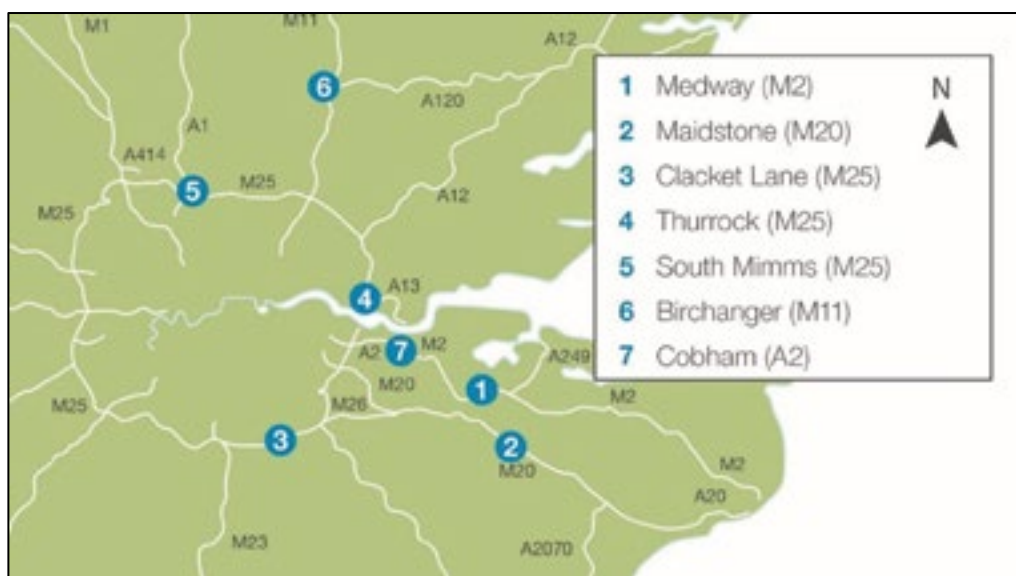 M1
M11
A12
6
A120
A1
A414
5
M25
A12
M25
4
A13
A2
7
M2
M20
A249
1
M2
M25
M26
3
2
M20
M2
A20
M23
A2070
N
1 Medway (M2)
2 Maidstone (M20)
3 Clacket Lane (M25)
4 Thurrock (M25)
5 South Mimms (M25)
6 Birchanger (M11)
7 Cobham (A2)